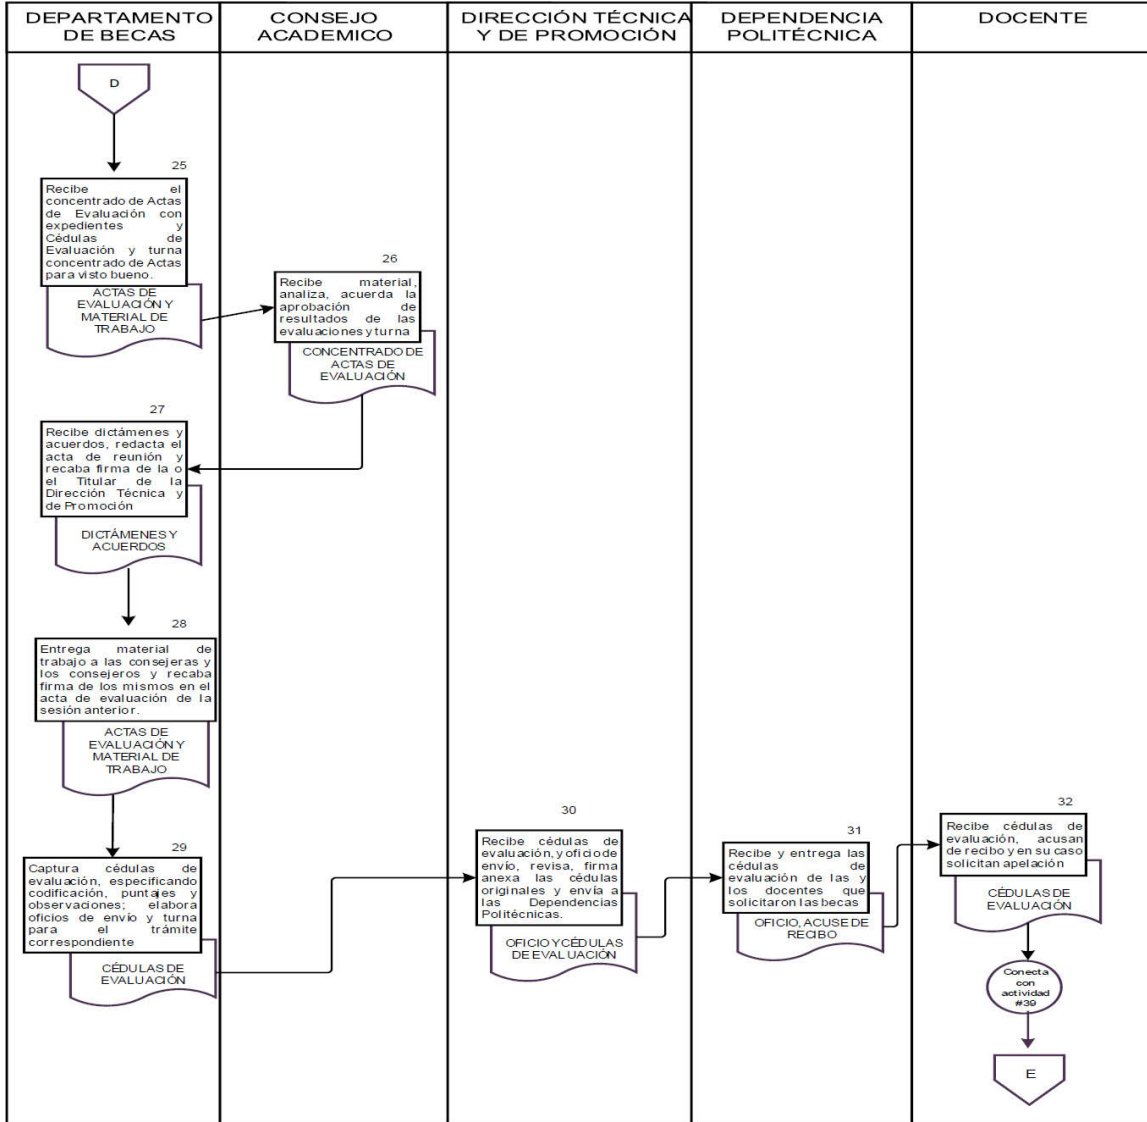 DEPARTAMENTO
DE BECAS
CONSEJO
ACADEMICO
DIRECCIÓN TÉCNICA
Y DE PROMOCIÓN
DEPENDENCIA
POLITÉCNICA
DOCENTE
D
25
Recibe el
concentrado de Actas
de Evaluación con
expedientes y
Cédulas de
Evaluación y turna
concentrado de Actas
para visto bueno.
ACTAS DE
EVALUACIÓN Y
MATERIAL DE
TRABAJO
26
Recibe material,
analiza, acuerda la
aprobación de
resultados de las
evaluaciones y turna
CONCENTRADO DE
ACTAS DE
EVALUACIÓN
27
Recibe dictámenes y
acuerdos, redacta el
acta de reunión y
recaba firma de la o
el Titular de la
Dirección Técnica y
de Promoción
DICTÁMENES Y
ACUERDOS
28
Entrega material de
trabajo a las consejeras y
los consejeros y recaba
firma de los mismos en el
acta de evaluación de la
sesión anterior.
ACTAS DE
EVALUACIÓN Y
MATERIAL DE
TRABAJO
29
Captura cédulas de
evaluación, especificando
codificación, puntajes y
observaciones; elabora
oficios de envío y turna
para el trámite
correspondiente
CÉDULAS DE
EVALUACIÓN
30
Recibe cédulas de
evaluación, y oficio de
envío, revisa, firma
anexa las cédulas
originales y envía a
las Dependencias
Politécnicas.
OFICIO Y CÉDULAS
DE EVALUACIÓN
31
Recibe y entrega las
cédulas de
evaluación de las y
los docentes que
solicitaron las becas
OFICIO, ACUSE DE
RECIBO
32
Recibe cédulas de
evaluación, acusan
de recibo y en su caso
solicitan apelación
CÉDULAS DE
EVALUACIÓN
Conecta
con
actividad
#39
E